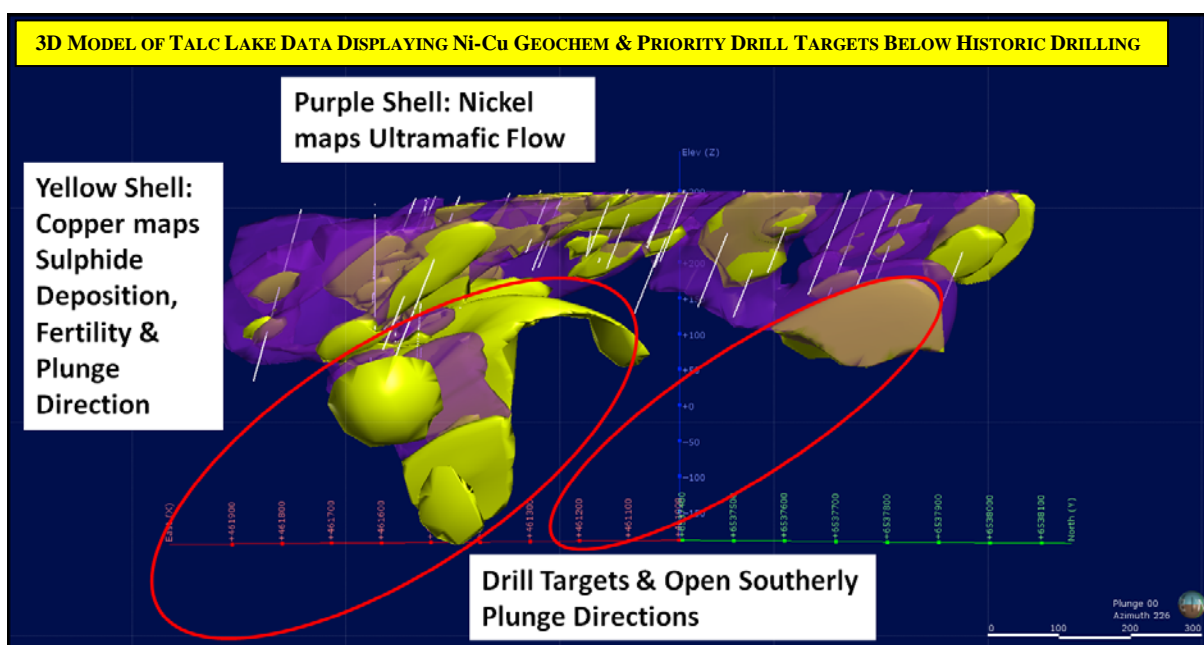 3D MODEL OF TALC LAKE DATA DISPLAYING Ni-Cu GEOCHEM & PRIORITY DRILL TARGETS BELOW HISTORIC DRILLING
Purple Shell: Nickel
maps Ultramafic Flow
Yellow Shell:
Copper maps
Sulphide
Deposition,
Fertility &
Plunge
Direction
Elev (Z)
+200
+100
+50
+0
-50
-100
East (X)
+461900
+461800
+461700
+461600
+461300
+461200
+461100
+6537500
+6537600
+6537700
+6537800
+6537900
+6538000
+6538100
North (Y)
Drill Targets & Open Southerly
Plunge Directions
Plunge 00
Azimuth 226
0 100 200 300